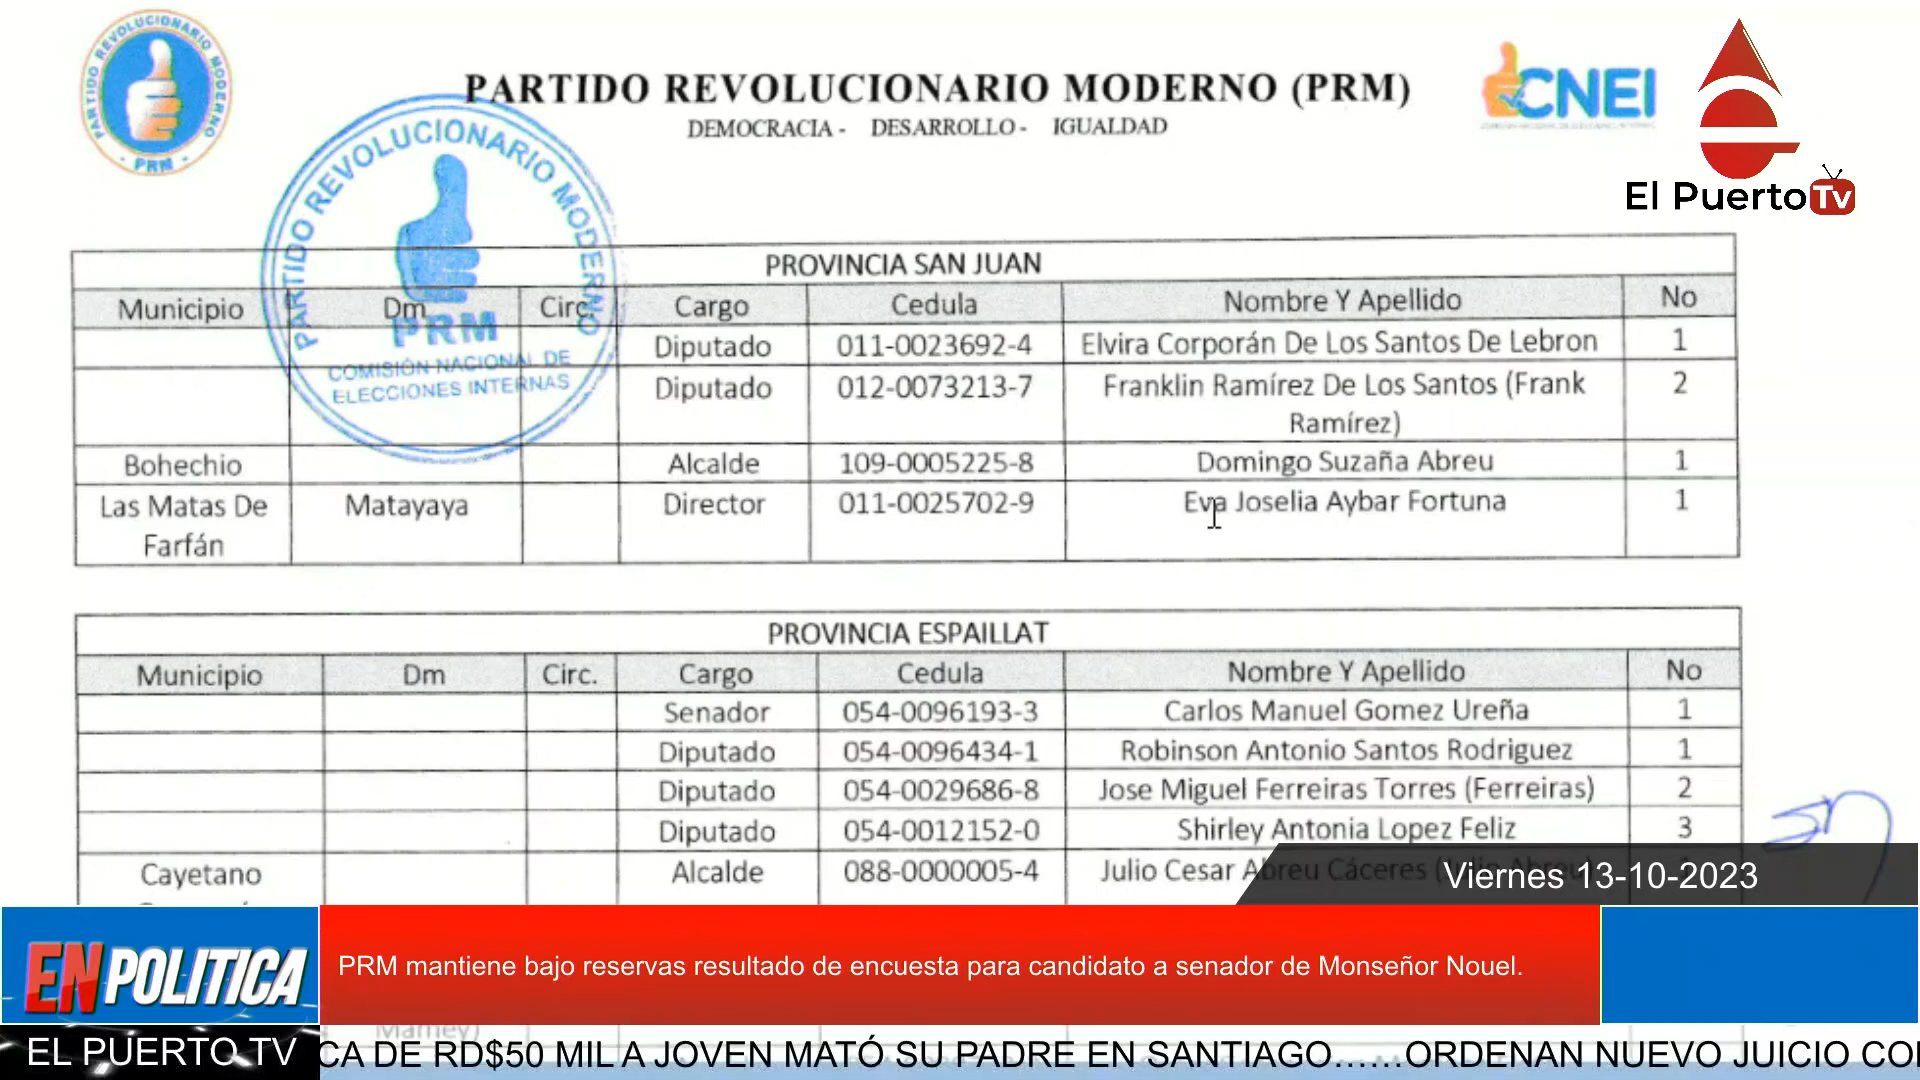 PARTIDO REVOLUCIONARIO MODERNO
- PRM -
PARTIDO REVOLUCIONARIO MODERNO (PRM)
DEMOCRACIA - DESARROLLO - IGUALDAD
CNEI
El Puerto Tv
PARTIDO REVOLUCIONARIO MODERNO
PRM
COMISIÓN NACIONAL DE
ELECCIONES INTERNAS
PROVINCIA SAN JUAN
Municipio Dm Circ. Cargo Cedula Nombre Y Apellido No
Diputado 011-0023692-4 Elvira Corporán De Los Santos De Lebron 1
Diputado 012-0073213-7 Franklin Ramírez De Los Santos (Frank 2
Ramírez)
Bohechio Alcalde 109-0005225-8 Domingo Suzaña Abreu 1
Las Matas De Matayaya Director 011-0025702-9 Eva Joselia Aybar Fortuna 1
Farfán
PROVINCIA ESPAILLAT
Municipio Dm Circ. Cargo Cedula Nombre Y Apellido No
Senador 054-0096193-3 Carlos Manuel Gomez Ureña 1
Diputado 054-0096434-1 Robinson Antonio Santos Rodriguez 1
Diputado 054-0029686-8 Jose Miguel Ferreiras Torres (Ferreiras) 2
Diputado 054-0012152-0 Shirley Antonia Lopez Feliz 3
Cayetano Alcalde 088-0000005-4 Julio Cesar Abreu Cáceres
Viernes 13-10-2023
EN POLITICA
PRM mantiene bajo reservas resultado de encuesta para candidato a senador de Monseñor Nouel.
Mamey)
EL PUERTO TV
CA DE RD$50 MIL A JOVEN MATÓ SU PADRE EN SANTIAGO......ORDENAN NUEVO JUICIO CO